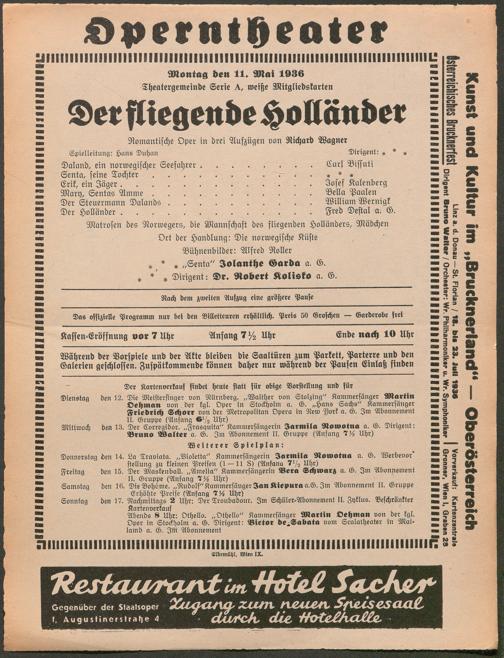 Operntheater
Montag den 11. Mai 1936
Theatergemeinde Serie A, weiße Mitgliedskarten
Der fliegende Holländer
Romantische Oper in drei Aufzügen von Richard Wagner
Spielleitung: Hans Duhan Dirigent: * * *
Daland, ein norwegischer Seefahrer . . . . . . . . Carl Bissuti
Senta, seine Tochter . . . . . . . . * * *
Erik, ein Jäger . . . . . . . . Josef Kalenberg
Mary, Sentas Amme . . . . . . . . Bella Paalen
Der Steuermann Dalands . . . . . . . . William Wernigk
Der Holländer . . . . . . . . Fred Destal a. G.
Matrosen des Norwegers, die Mannschaft des fliegenden Holländers, Mädchen
Ort der Handlung: Die norwegische Küste
Bühnenbilder: Alfred Roller
* * * „Senta" Jolanthe Garda a. G.
* * * Dirigent: Dr. Robert Kolisko a. G.
Nach dem zweiten Aufzug eine größere Pause
Das offizielle Programm nur bei den Billetteuren erhältlich. Preis 50 Groschen — Garderobe frei
Kassen-Eröffnung vor 7 Uhr Anfang 7½ Uhr Ende nach 10 Uhr
Während der Vorspiele und der Akte bleiben die Saaltüren zum Parkett, Parterre und den
Galerien geschlossen. Zuspätkommende können daher nur während der Pausen Einlaß finden
Der Kartenverkauf findet heute statt für obige Vorstellung und für
Dienstag den 12. Die Meistersinger von Nürnberg. „Walther von Stolzing" Kammersänger Martin
Oehman von der kgl. Oper in Stockholm a. G. „Hans Sachs" Kammersänger
Friedrich Schorr von der Metropolitan Opera in New York a. G. Im Abonnement
II. Gruppe (Anfang 6½ Uhr)
Mittwoch den 13. Der Corregidor. „Frasquita" Kammersängerin Jarmila Novotna a. G. Dirigent:
Bruno Walter a. G. Im Abonnement II. Gruppe (Anfang 7½ Uhr)
Weiterer Spielplan:
Donnerstag den 14. La Traviata. „Violetta" Kammersängerin Jarmila Novotna a. G. Werbevor-
stellung zu kleinen Preisen (1—11 S) (Anfang 7½ Uhr)
Freitag den 15. Der Maskenball. „Amelia" Kammersängerin Vera Schwarz a. G. Im Abonnement
II. Gruppe (Anfang 7½ Uhr)
Samstag den 16. Die Bohème. „Rudolf" Kammersänger Jan Kiepura a. G. Im Abonnement II. Gruppe
Erhöhte Preise (Anfang 7½ Uhr)
Sonntag den 17. Nachmittags 2 Uhr: Der Troubadour. Im Schüler-Abonnement II. Zyklus. Beschränkter
Kartenverkauf
Abends 8 Uhr: Othello. „Othello" Kammersänger Martin Oehman von der kgl.
Oper in Stockholm a. G. Dirigent: Victor de Sabata vom Scalatheater in Mai-
land a. G. Im Abonnement
Elbemühl, Wien IX.
Kunst und Kultur im „Brucknerland" — Oberösterreich
Österreichisches Brucknerfest Linz a. d. Donau — St. Florian / 18. bis 23. Juli 1936
Dirigent Bruno Walter / Orchester: Wr. Philharmoniker u. Wr. Symphoniker
Vorverkauf: Kartenzentrale
Gronner, Wien I, Graben 28
Restaurant im Hotel Sacher
Gegenüber der Staatsoper
I, Augustinerstraße 4
Zugang zum neuen Speisesaal
durch die Hotelhalle